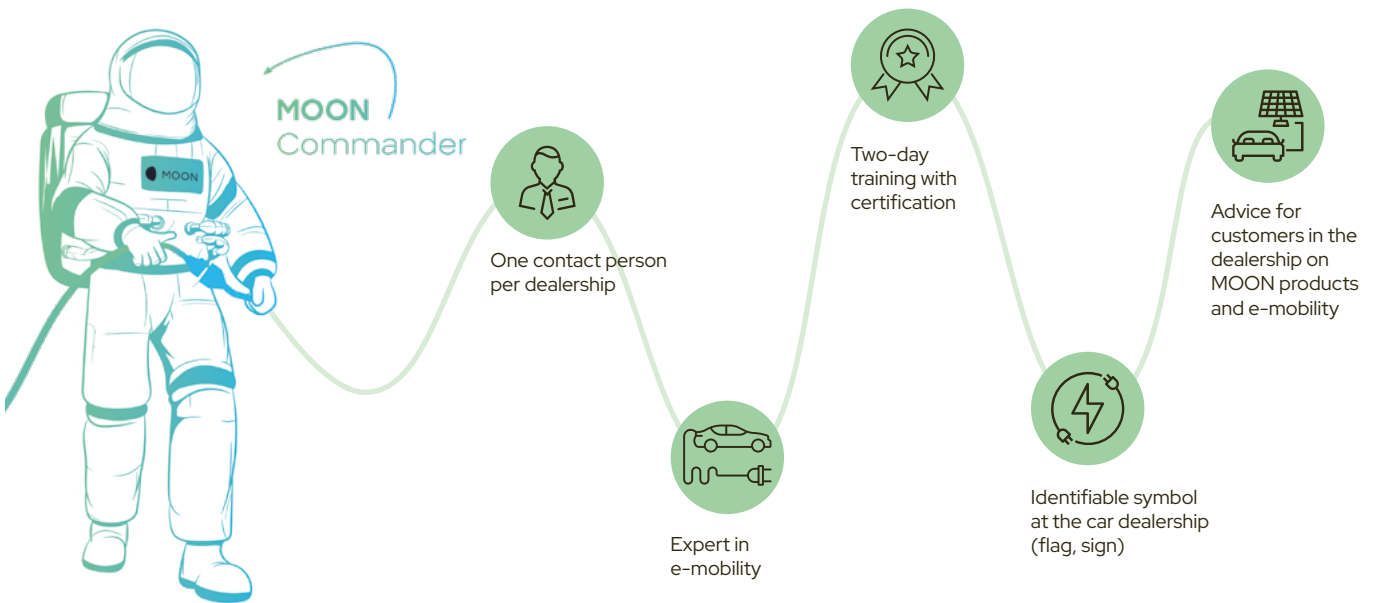 MOON
Commander
MOON
One contact person
per dealership
Expert in
e-mobility
Two-day
training with
certification
Identifiable symbol
at the car dealership
(flag, sign)
Advice for
customers in the
dealership on
MOON products
and e-mobility